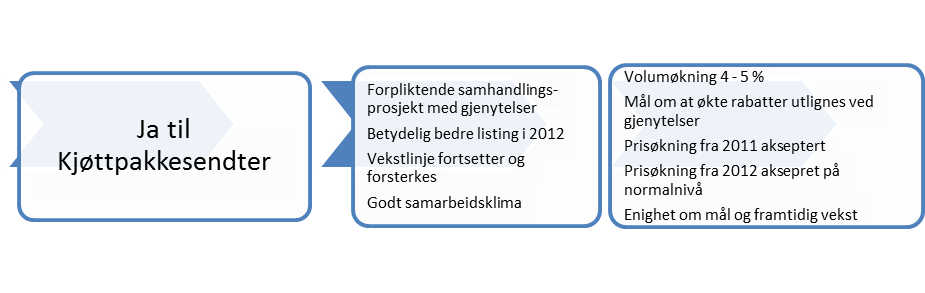 Ja til
Kjøttpakkesendter
Forpliktende samhandlings-
prosjekt med gjenytelser
Betydelig bedre listing i 2012
Vekstlinje fortsetter og
forsterkes
Godt samarbeidsklima
Volumøkning 4 - 5 %
Mål om at økte rabatter utlignes ved
gjenytelser
Prisøkning fra 2011 akseptert
Prisøkning fra 2012 aksepret på
normalnivå
Enighet om mål og framtidig vekst